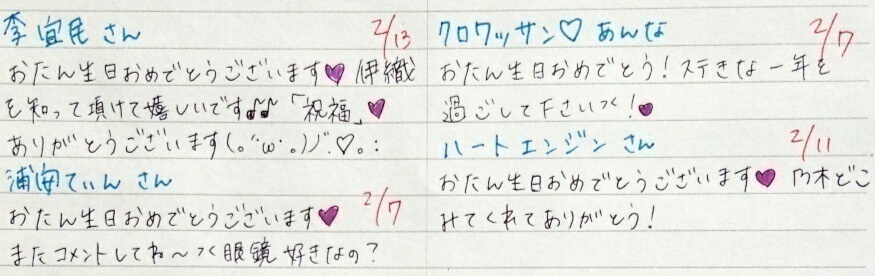 李宜民 さん 2/13
おたん生日おめでとうございます♥ 伊織
を知って頂けて嬉しいです♫♫ 「祝福」♥
ありがとうございます(。ˇωˇ。)ノ゙.♡。:
浦安てぃん さん
おたん生日おめでとうございます♥ 2/7
またコメントしてね〜つく眼鏡 好きなの?
クロワッサン♡ あんな 2/7
おたん生日おめでとう! ステきな 一年を
過ごして下さいつく!♥
ハートエンジン さん 2/11
おたん生日おめでとうございます♥ 乃木どこ
みてくれてありがとう!